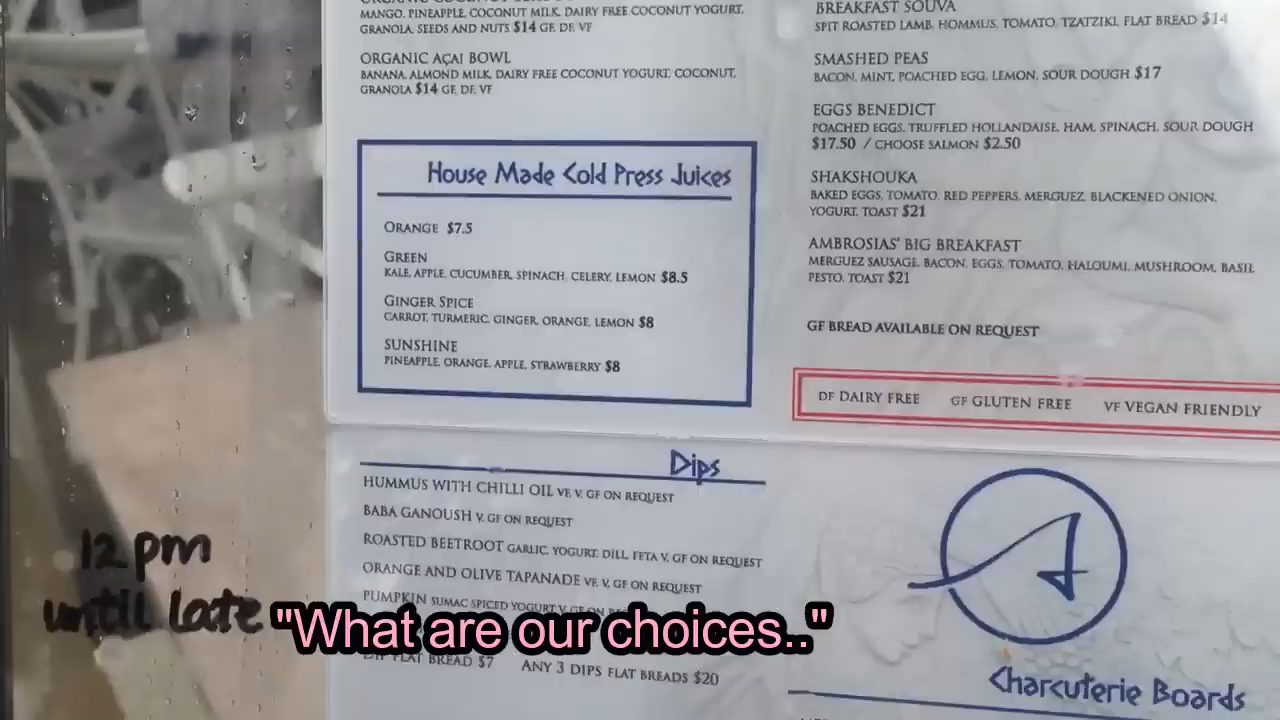 MANGO, PINEAPPLE, COCONUT MILK, DAIRY FREE COCONUT YOGURT,
GRANOLA, SEEDS AND NUTS $14 GF, DF, VF
ORGANIC AÇAI BOWL
BANANA, ALMOND MILK, DAIRY FREE COCONUT YOGURT, COCONUT,
GRANOLA $14 GF, DF, VF
House Made Cold Press Juices
ORANGE $7.5
GREEN
KALE, APPLE, CUCUMBER, SPINACH, CELERY, LEMON $8.5
GINGER SPICE
CARROT, TURMERIC, GINGER, ORANGE, LEMON $8
SUNSHINE
PINEAPPLE, ORANGE, APPLE, STRAWBERRY $8
BREAKFAST SOUVA
SPIT ROASTED LAMB, HOMMUS, TOMATO, TZATZIKI, FLAT BREAD $14
SMASHED PEAS
BACON, MINT, POACHED EGG, LEMON, SOUR DOUGH $17
EGGS BENEDICT
POACHED EGGS, TRUFFLED HOLLANDAISE, HAM, SPINACH, SOUR DOUGH
$17.50 / CHOOSE SALMON $2.50
SHAKSHOUKA
BAKED EGGS, TOMATO, RED PEPPERS, MERGUEZ, BLACKENED ONION,
YOGURT, TOAST $21
AMBROSIAS' BIG BREAKFAST
MERGUEZ SAUSAGE, BACON, EGGS, TOMATO, HALOUMI, MUSHROOM, BASIL
PESTO, TOAST $21
GF BREAD AVAILABLE ON REQUEST
DF DAIRY FREE GF GLUTEN FREE VF VEGAN FRIENDLY
Dips
HUMMUS WITH CHILLI OIL VF, V, GF ON REQUEST
BABA GANOUSH V, GF ON REQUEST
ROASTED BEETROOT GARLIC, YOGURT, DILL, FETA V, GF ON REQUEST
ORANGE AND OLIVE TAPANADE VF, V, GF ON REQUEST
PUMPKIN SUMAC SPICED YOGURT V, GF ON
DIP FLAT BREAD $7 ANY 3 DIPS FLAT BREADS $20
Charcuterie Boards
12 pm
until late
"What are our choices.."